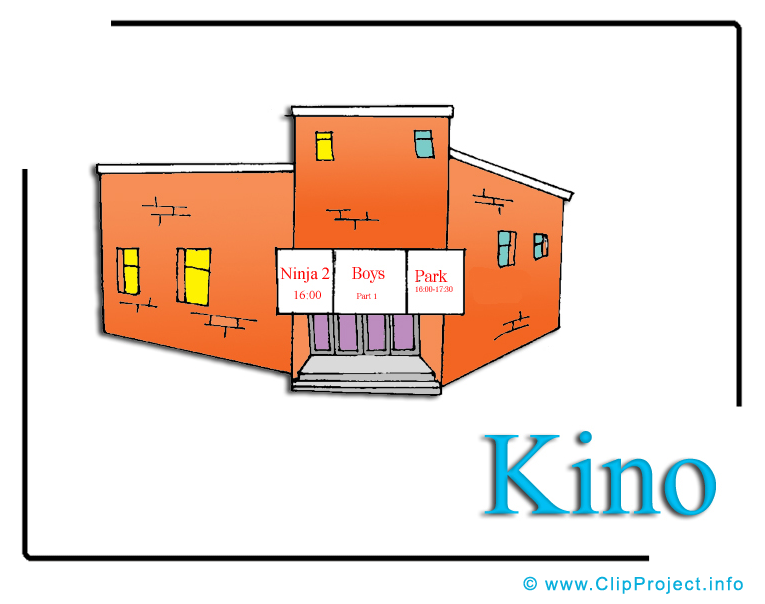 Ninja 2
16:00
Boys
Part 1
Park
16:00-17:30
Kino
© www.ClipProject.info